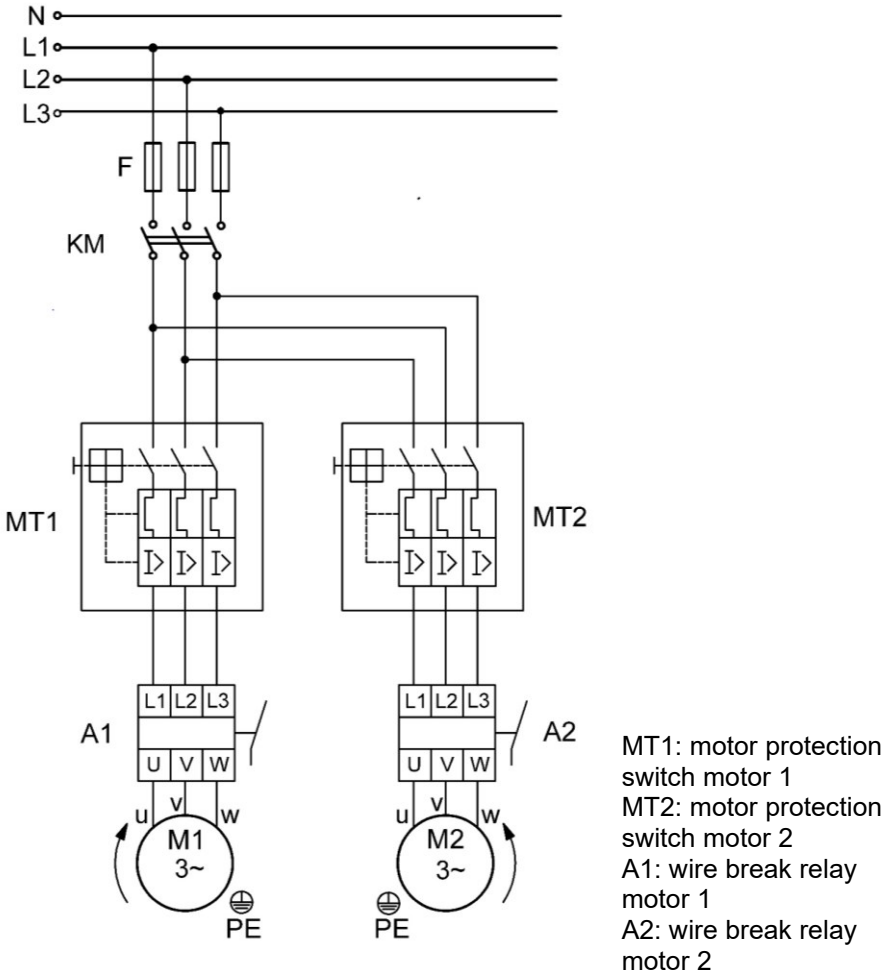 N
L1
L2
L3
F
KM
MT1
I> I> I>
MT2
I> I> I>
L1 L2 L3
A1
U V W
u v w
M1
3~
PE
L1 L2 L3
A2
U V W
u v w
M2
3~
PE
MT1: motor protection
switch motor 1
MT2: motor protection
switch motor 2
A1: wire break relay
motor 1
A2: wire break relay
motor 2